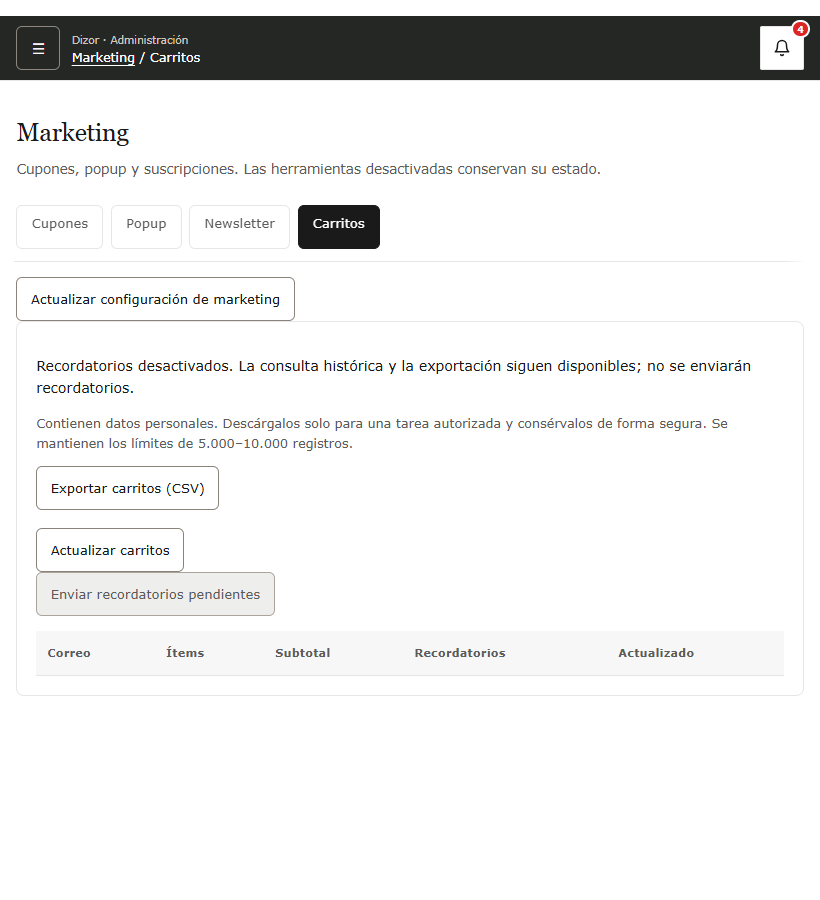 ☰
Dizor · Administración
Marketing / Carritos
4
Marketing
Cupones, popup y suscripciones. Las herramientas desactivadas conservan su estado.
Cupones
Popup
Newsletter
Carritos
Actualizar configuración de marketing
Recordatorios desactivados. La consulta histórica y la exportación siguen disponibles; no se enviarán
recordatorios.
Contienen datos personales. Descárgalos solo para una tarea autorizada y consérvalos de forma segura. Se
mantienen los límites de 5.000–10.000 registros.
Exportar carritos (CSV)
Actualizar carritos
Enviar recordatorios pendientes
Correo Ítems Subtotal Recordatorios Actualizado